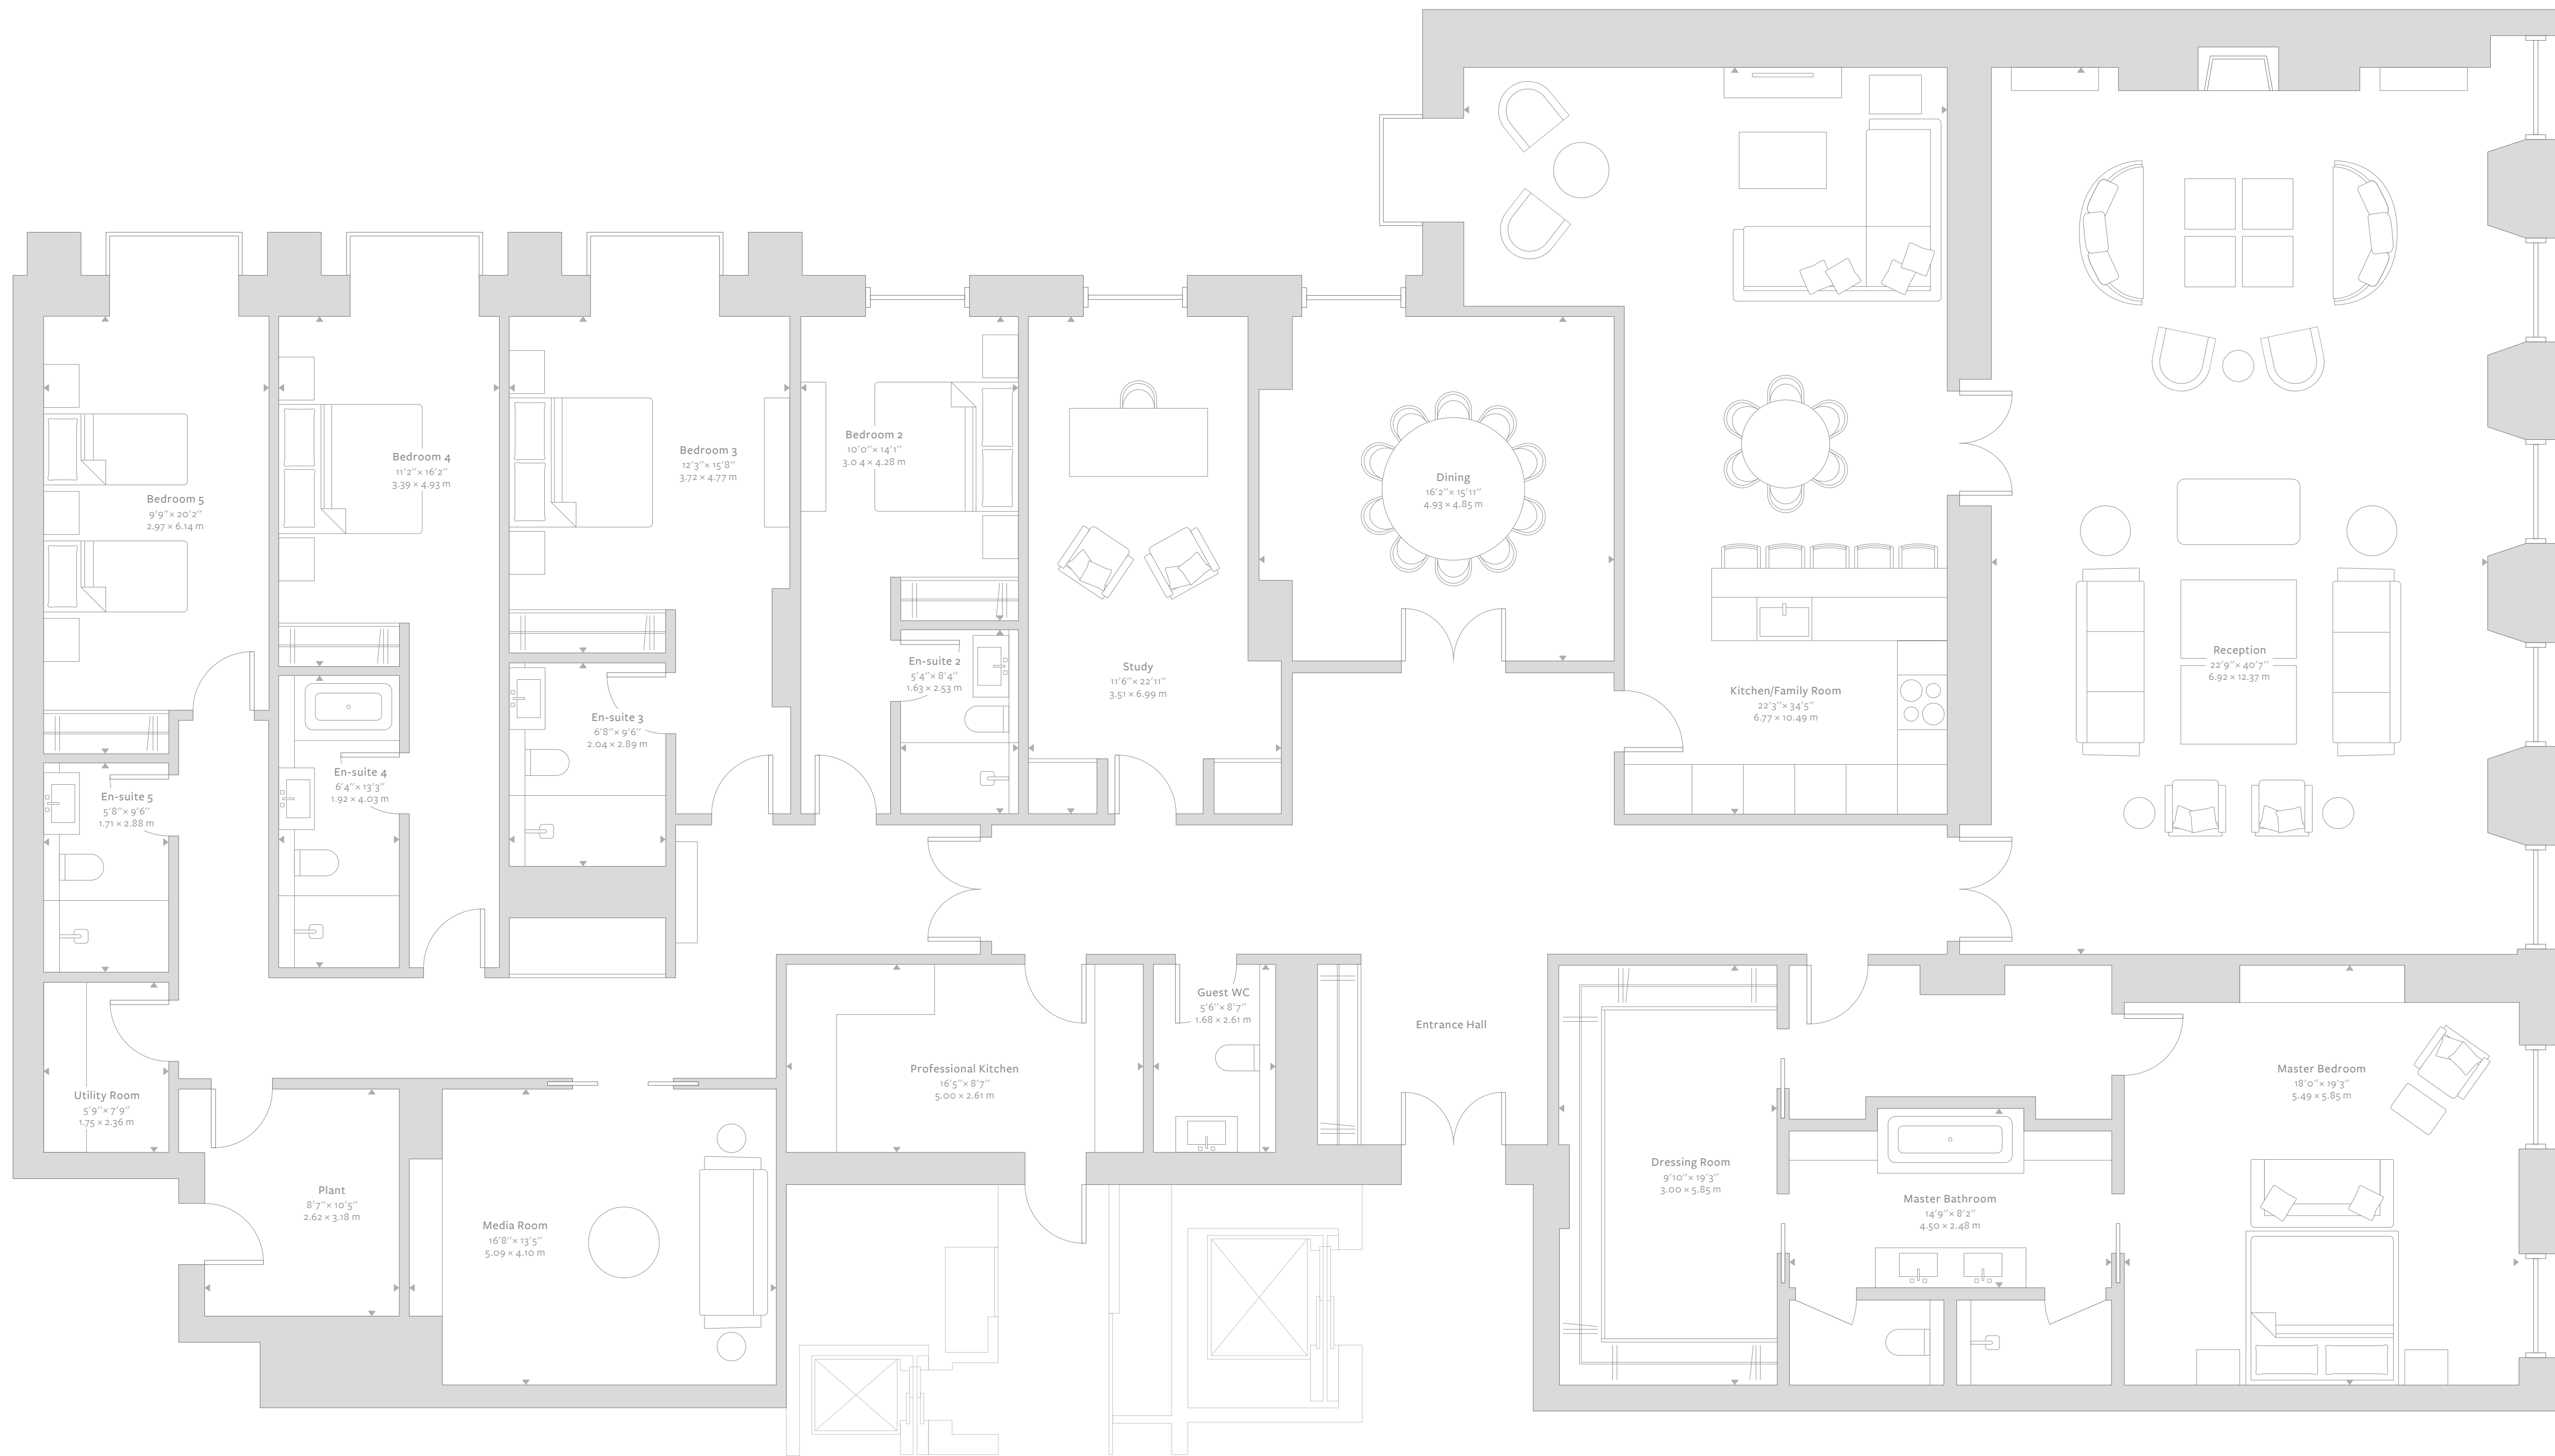 Bedroom 5
9′9″× 20′2″
2.97 × 6.14 m
Bedroom 4
11′2″× 16′2″
3.39 × 4.93 m
Bedroom 3
12′3″× 15′8″
3.72 × 4.77 m
Bedroom 2
10′0″× 14′1″
3.0 4 × 4.28 m
Dining
16′2″× 15′11″
4.93 × 4.85 m
En-suite 2
5′4″× 8′4″
1.63 × 2.53 m
Study
11′6″× 22′11″
3.51 × 6.99 m
Kitchen/Family Room
22′3″× 34′5″
6.77 × 10.49 m
Reception
22′9″× 40′7″
6.92 × 12.37 m
En-suite 3
6′8″× 9′6″
2.04 × 2.89 m
En-suite 4
6′4″× 13′3″
1.92 × 4.03 m
En-suite 5
5′8″× 9′6″
1.71 × 2.88 m
Guest WC
5′6″× 8′7″
1.68 × 2.61 m
Entrance Hall
Professional Kitchen
16′5″× 8′7″
5.00 × 2.61 m
Master Bedroom
18′0″× 19′3″
5.49 × 5.85 m
Utility Room
5′9″× 7′9″
1.75 × 2.36 m
Dressing Room
9′10″× 19′3″
3.00 × 5.85 m
Plant
8′7″× 10′5″
2.62 × 3.18 m
Master Bathroom
14′9″× 8′2″
4.50 × 2.48 m
Media Room
16′8″× 13′5″
5.09 × 4.10 m